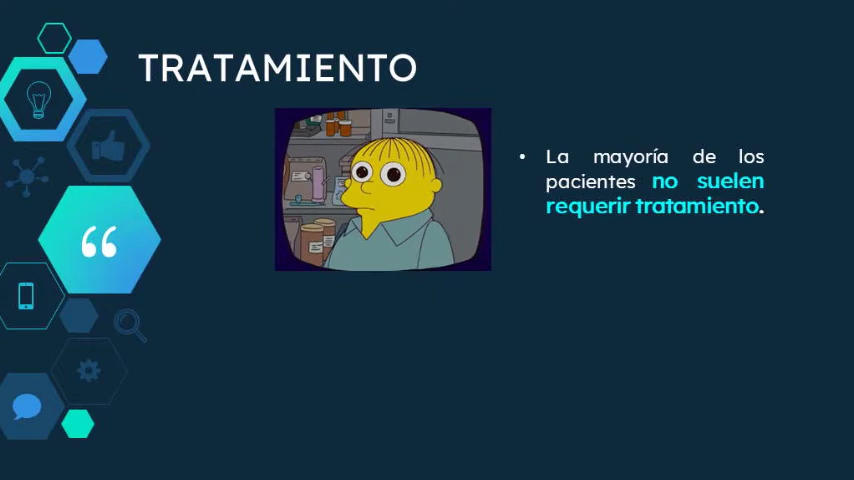 TRATAMIENTO
• La mayoría de los
pacientes no suelen
requerir tratamiento.